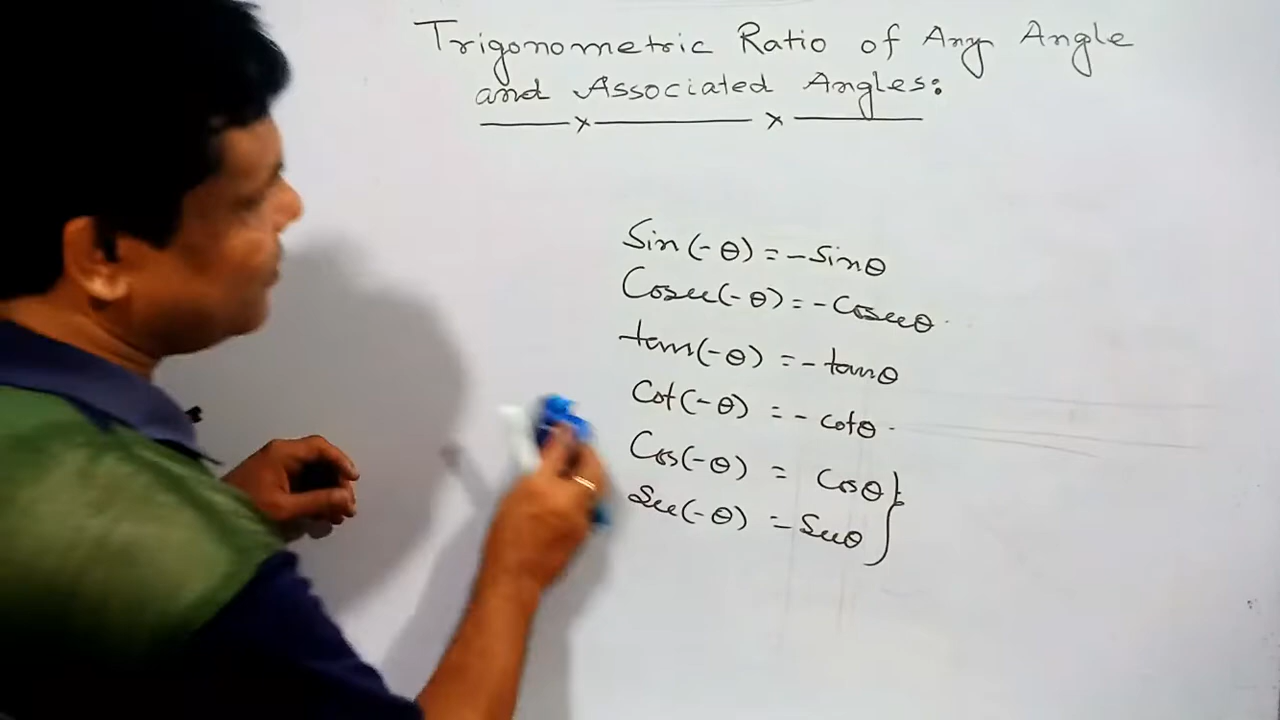 Trigonometric Ratio of Any Angle
and Associated Angles:
Sin(-θ) = -Sinθ
Cosec(-θ) = -Cosecθ
tan(-θ) = - tanθ
Cot(-θ) = - cotθ
Cos(-θ) = Cosθ
Sec(-θ) = Secθ